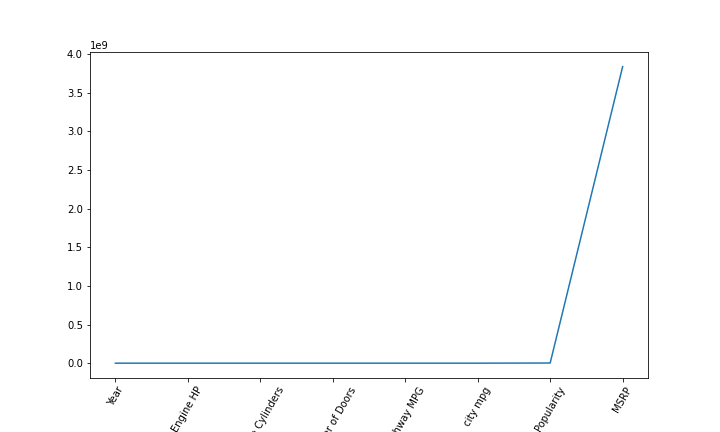 1e9
4.0
3.5
3.0
2.5
2.0
1.5
1.0
0.5
0.0
Year
Engine HP
Cylinders
of Doors
MPG
city mpg
Popularity
MSRP